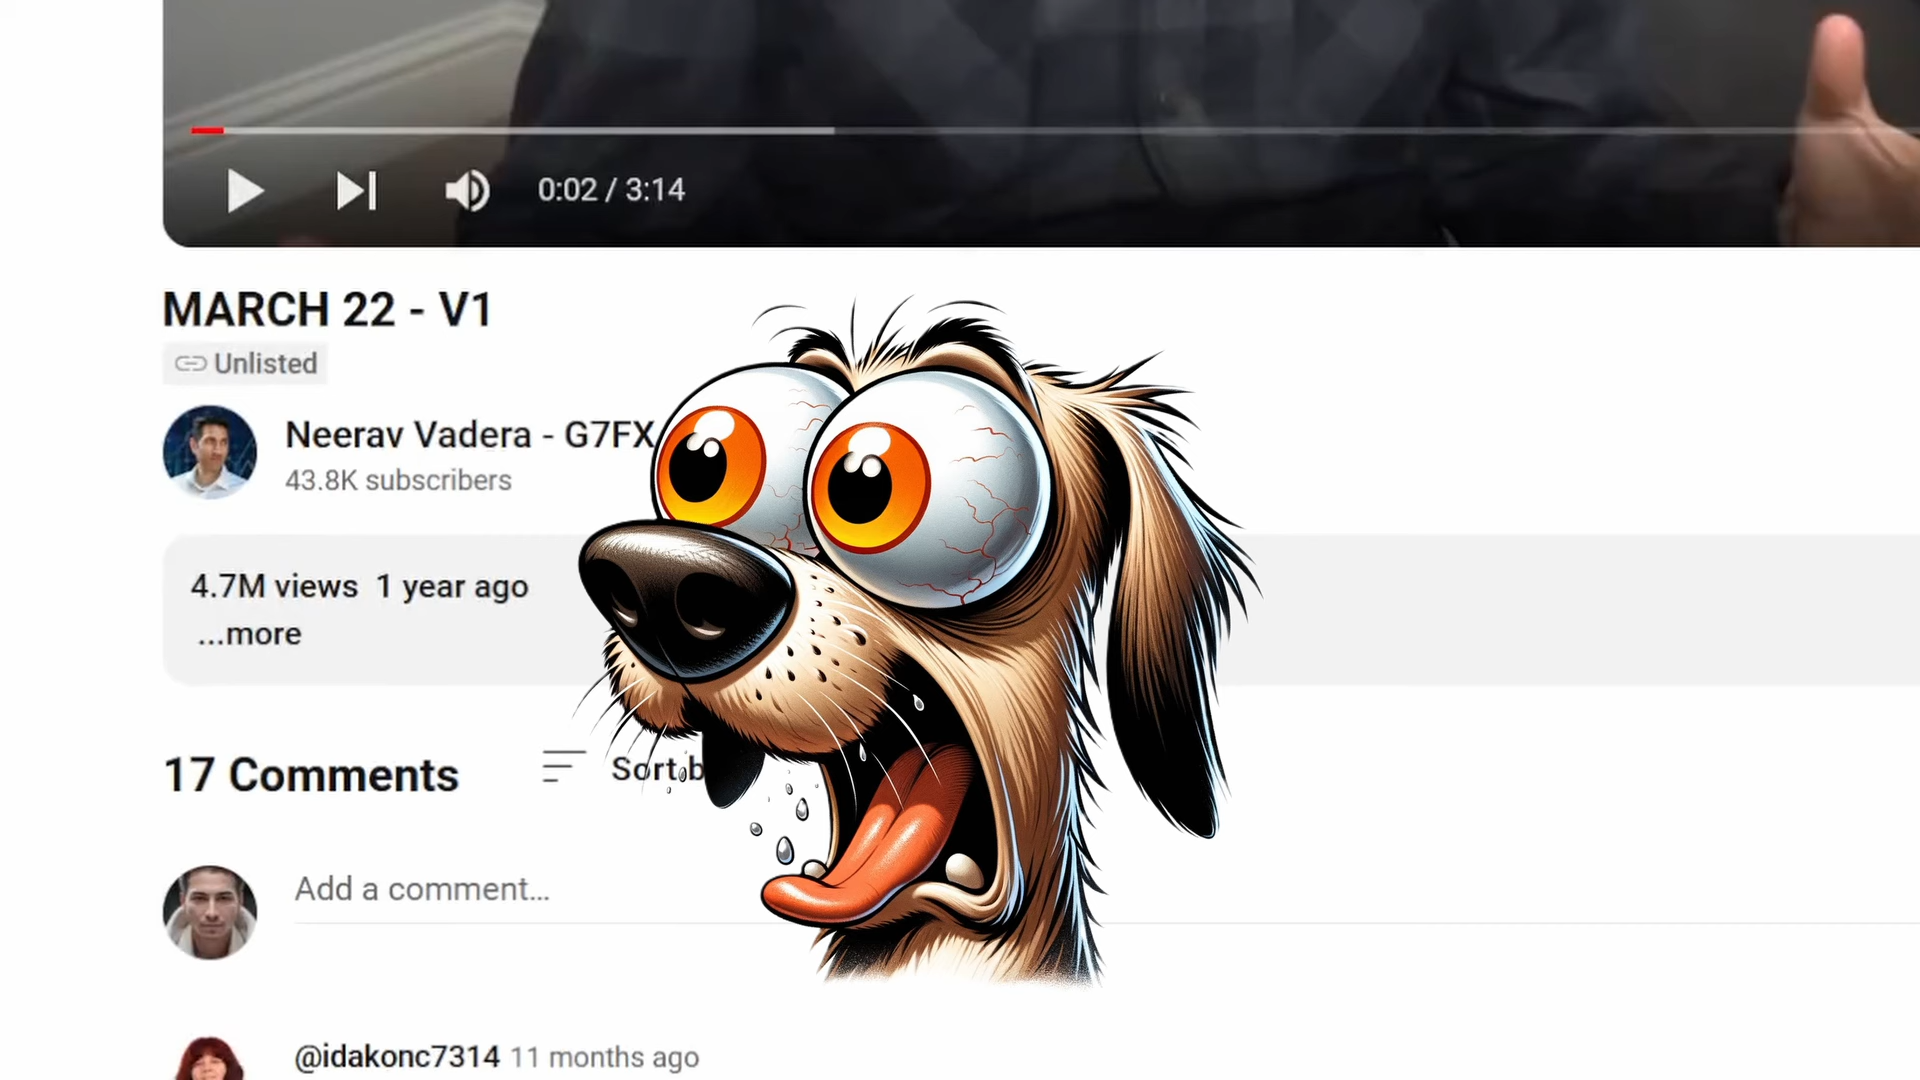 0:02 / 3:14
MARCH 22 - V1
Unlisted
Neerav Vadera - G7FX
43.8K subscribers
4.7M views 1 year ago
...more
17 Comments
Sort b
Add a comment...
@idakonc7314 11 months ago